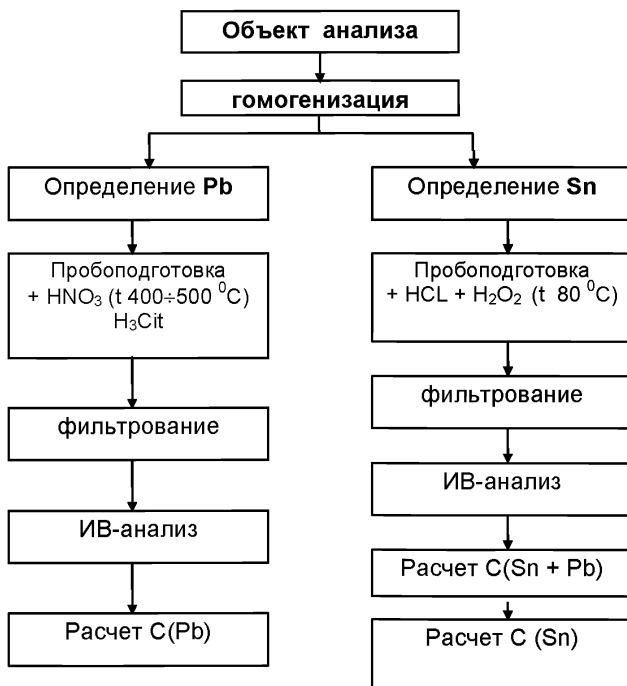 Объект анализа
гомогенизация
Определение Pb
Пробоподготовка
+ HNO₃ (t 400÷500 ⁰C)
H₃Cit
фильтрование
ИВ-анализ
Расчет C(Pb)
Определение Sn
Пробоподготовка
+ HCL + H₂O₂ (t 80 ⁰C)
фильтрование
ИВ-анализ
Расчет C(Sn + Pb)
Расчет C (Sn)